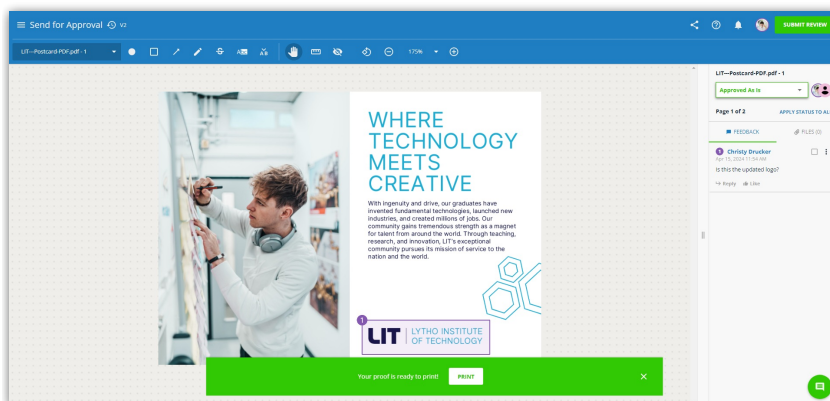 Send for Approval V2
SUBMIT REVIEW
LIT---Postcard-PDF.pdf - 1
175%
WHERE
TECHNOLOGY
MEETS
CREATIVE
With ingenuity and drive, our graduates have
invented fundamental technologies, launched new
industries, and created millions of jobs. Our
community gains tremendous strength as a magnet
for talent from around the world. Through teaching,
research, and innovation, LIT's exceptional
community pursues its mission of service to the
nation and the world.
1
LIT
LYTHO INSTITUTE
OF TECHNOLOGY
Your proof is ready to print!
PRINT
LIT---Postcard-PDF.pdf - 1
Approved As Is
Page 1 of 2
APPLY STATUS TO AL
FEEDBACK
FILES (0)
1
Christy Drucker
Apr 15, 2024 11:54 AM
Is this the updated logo?
Reply
Like